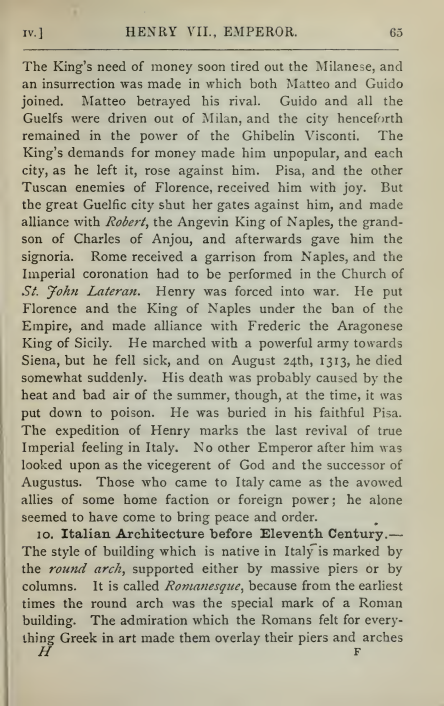 IV.] HENRY VII., EMPEROR. 65
The King's need of money soon tired out the Milanese, and
an insurrection was made in which both Matteo and Guido
joined. Matteo betrayed his rival. Guido and all the
Guelfs were driven out of Milan, and the city henceforth
remained in the power of the Ghibelin Visconti. The
King's demands for money made him unpopular, and each
city, as he left it, rose against him. Pisa, and the other
Tuscan enemies of Florence, received him with joy. But
the great Guelfic city shut her gates against him, and made
alliance with Robert, the Angevin King of Naples, the grand-
son of Charles of Anjou, and afterwards gave him the
signoria. Rome received a garrison from Naples, and the
Imperial coronation had to be performed in the Church of
St. John Lateran. Henry was forced into war. He put
Florence and the King of Naples under the ban of the
Empire, and made alliance with Frederic the Aragonese
King of Sicily. He marched with a powerful army towards
Siena, but he fell sick, and on August 24th, 1313, he died
somewhat suddenly. His death was probably caused by the
heat and bad air of the summer, though, at the time, it was
put down to poison. He was buried in his faithful Pisa.
The expedition of Henry marks the last revival of true
Imperial feeling in Italy. No other Emperor after him was
looked upon as the vicegerent of God and the successor of
Augustus. Those who came to Italy came as the avowed
allies of some home faction or foreign power; he alone
seemed to have come to bring peace and order.
10. Italian Architecture before Eleventh Century.—
The style of building which is native in Italy is marked by
the round arch, supported either by massive piers or by
columns. It is called Romanesque, because from the earliest
times the round arch was the special mark of a Roman
building. The admiration which the Romans felt for every-
thing Greek in art made them overlay their piers and arches
H F